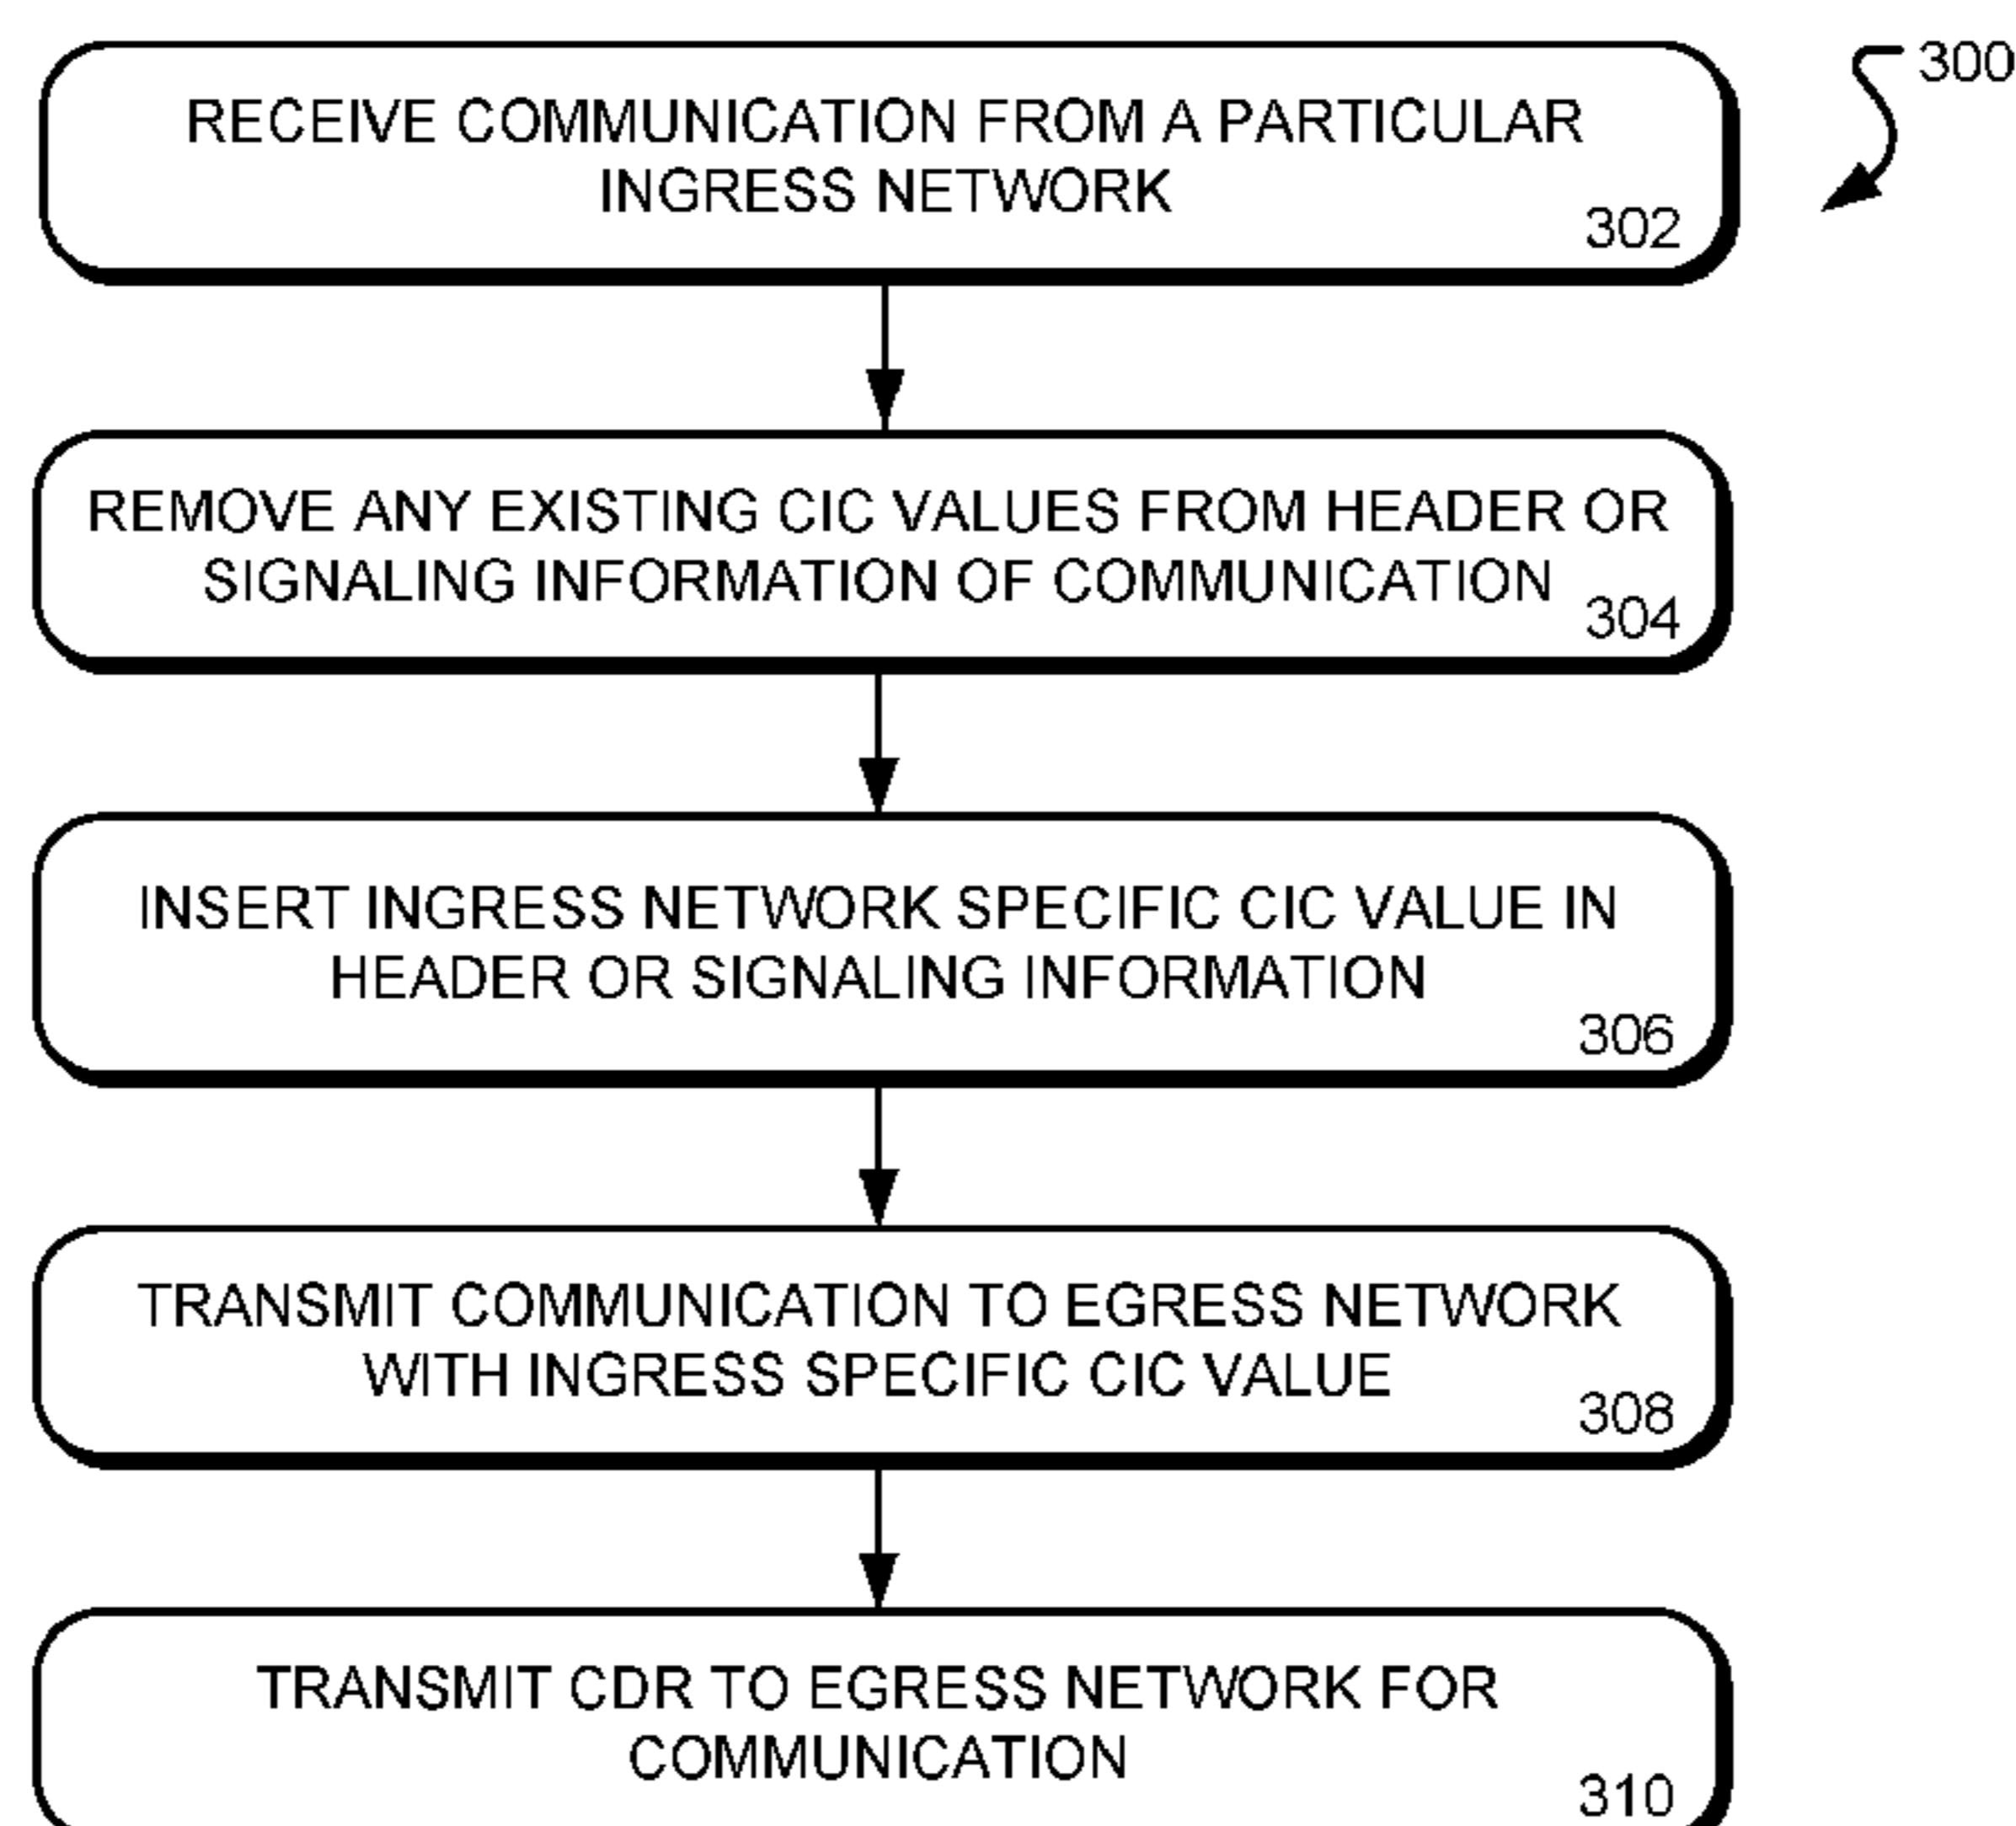 300
RECEIVE COMMUNICATION FROM A PARTICULAR
INGRESS NETWORK
302
REMOVE ANY EXISTING CIC VALUES FROM HEADER OR
SIGNALING INFORMATION OF COMMUNICATION
304
INSERT INGRESS NETWORK SPECIFIC CIC VALUE IN
HEADER OR SIGNALING INFORMATION
306
TRANSMIT COMMUNICATION TO EGRESS NETWORK
WITH INGRESS SPECIFIC CIC VALUE
308
TRANSMIT CDR TO EGRESS NETWORK FOR
COMMUNICATION
310